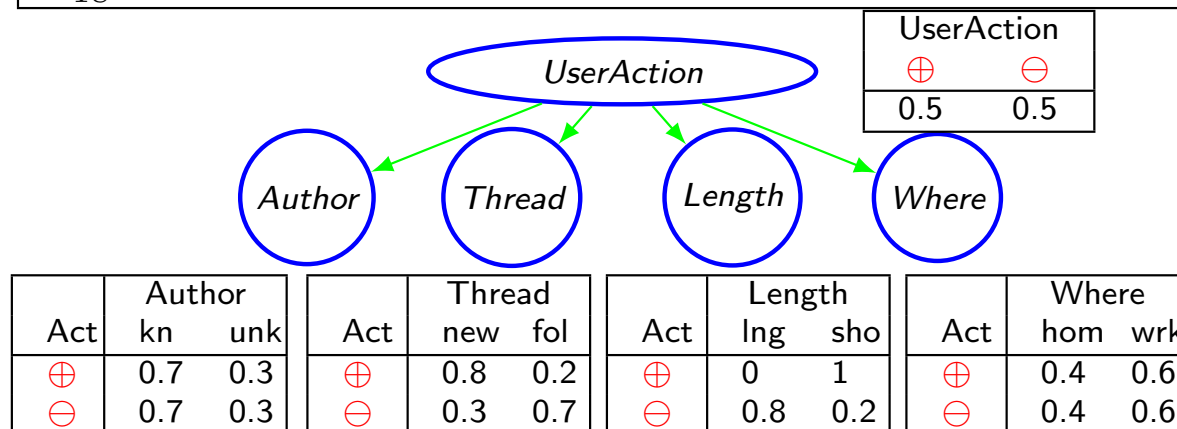 UserAction
⊕ ⊖
0.5 0.5
UserAction
Author Thread Length Where
Author Thread Length Where
Act kn unk Act new fol Act lng sho Act hom wrk
⊕ 0.7 0.3 ⊕ 0.8 0.2 ⊕ 0 1 ⊕ 0.4 0.6
⊖ 0.7 0.3 ⊖ 0.3 0.7 ⊖ 0.8 0.2 ⊖ 0.4 0.6